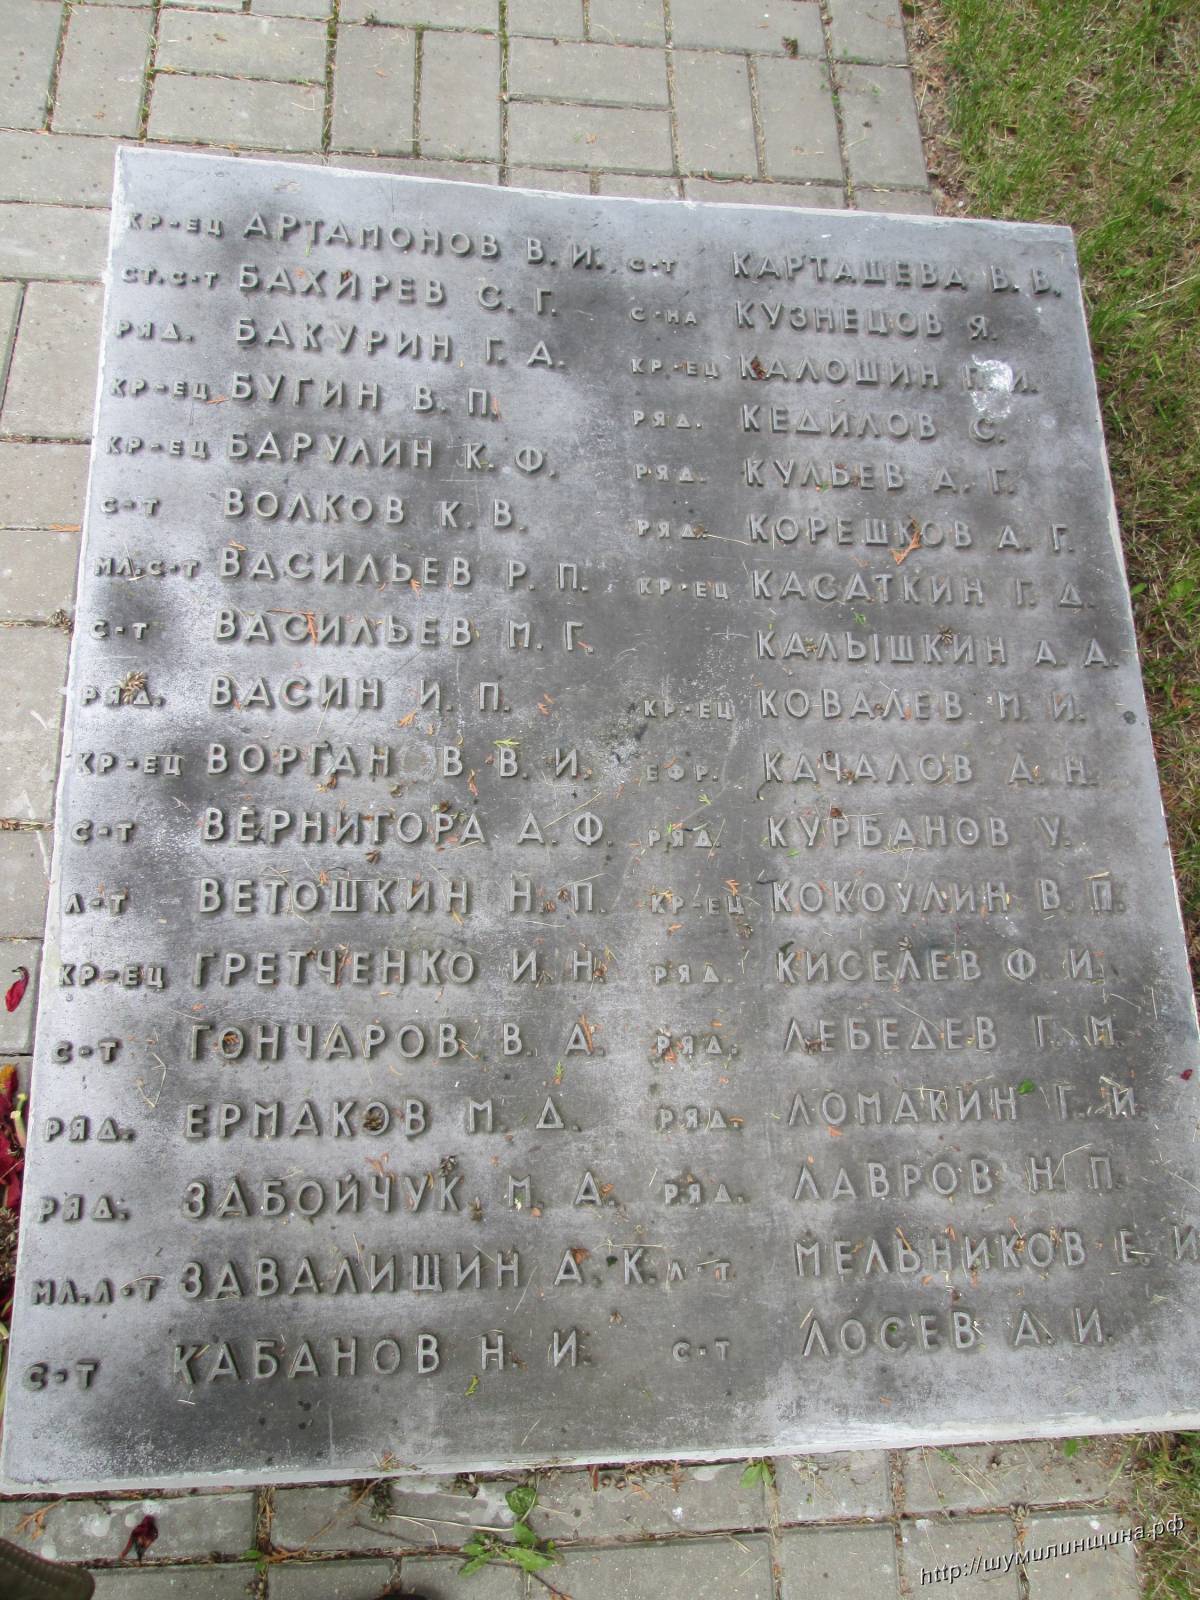 КР-ЕЦ АРТАМОНОВ В. И.
СТ.С-Т БАХИРЕВ С. Г.
РЯД. БАКУРИН Г. А.
КР-ЕЦ БУГИН В. П.
КР-ЕЦ БАРУЛИН К. Ф.
С-Т ВОЛКОВ К. В.
МЛ.С-Т ВАСИЛЬЕВ Р. П.
С-Т ВАСИЛЬЕВ М. Г.
РЯД. ВАСИН И. П.
КР-ЕЦ ВОРГАНОВ В. И.
С-Т ВЕРНИГОРА А. Ф.
Л-Т ВЕТОШКИН Н. П.
КР-ЕЦ ГРЕТЧЕНКО И. Н.
С-Т ГОНЧАРОВ В. А.
РЯД. ЕРМАКОВ М. Д.
РЯД. ЗАБОЙЧУК М. А.
МЛ.Л-Т ЗАВАЛИЩИН А. К.
С-Т КАБАНОВ Н. И.
С-Т КАРТАШЕВА В. В.
С-НА КУЗНЕЦОВ Я.
КР-ЕЦ КАЛОШИН Г. И.
РЯД. КЕДИЛОВ С.
РЯД. КУЛЬЕВ А. Г.
РЯД. КОРЕШКОВ А. Г.
КР-ЕЦ КАСАТКИН Г. Д.
КАЛЫШКИН А. А.
КР-ЕЦ КОВАЛЕВ М. И.
ЕФР. КАЧАЛОВ А. Н.
РЯД. КУРБАНОВ У.
КР-ЕЦ КОКОУЛИН В. П.
РЯД. КИСЕЛЕВ Ф. И.
РЯД. ЛЕБЕДЕВ Г. М.
РЯД. ЛОМАКИН Г. И.
РЯД. ЛАВРОВ Н. П.
Л-Т МЕЛЬНИКОВ Е. И
С-Т ЛОСЕВ А. И.
http://шумилинщина.рф